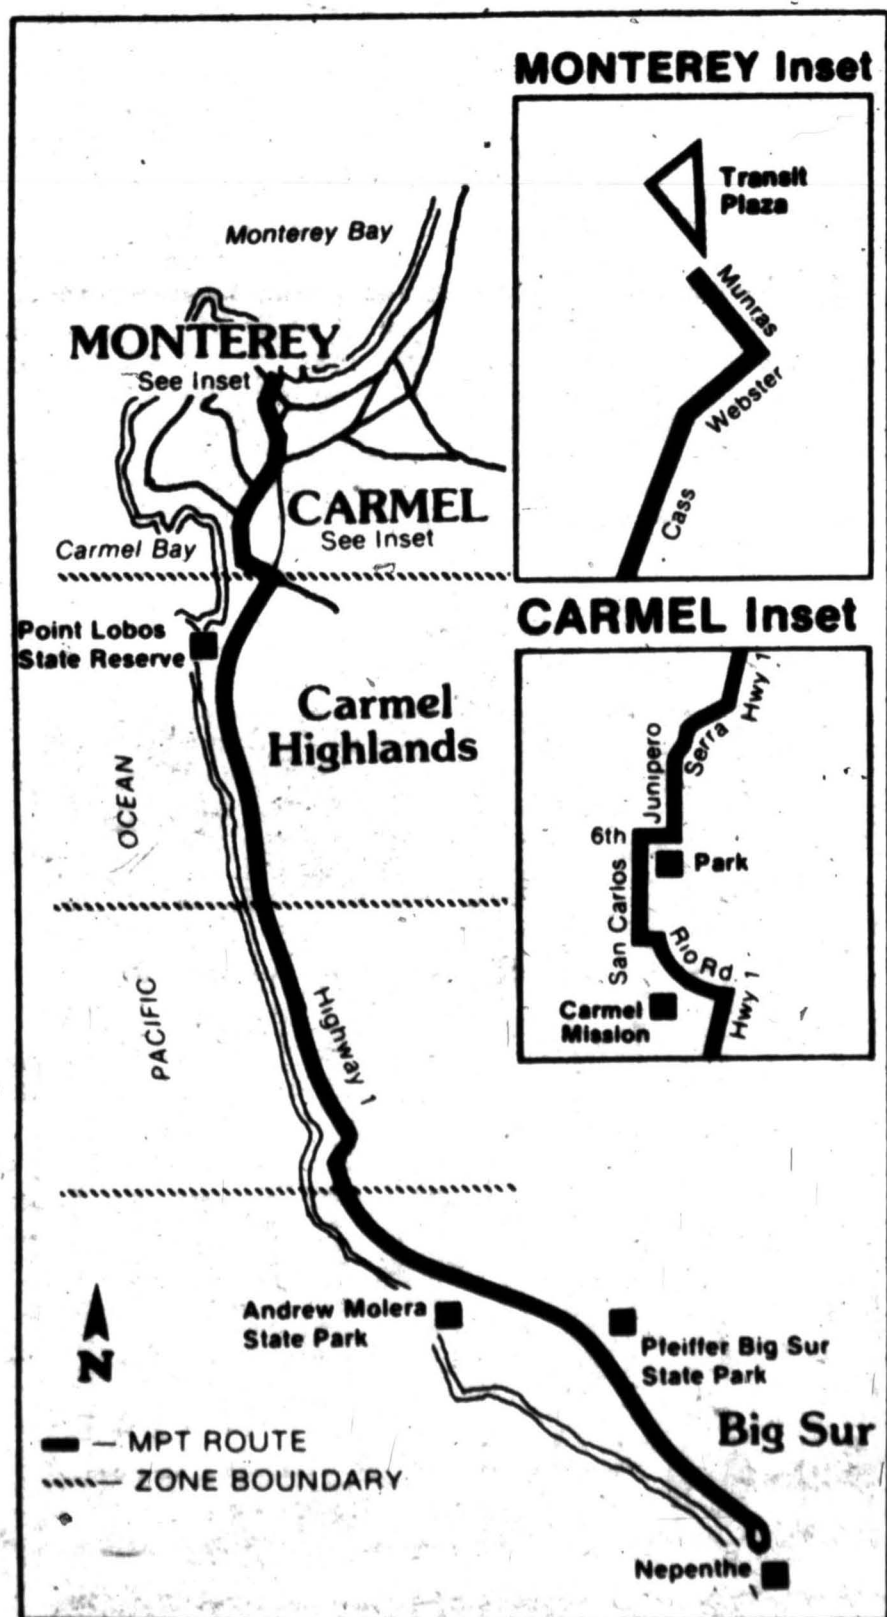 MONTEREY Inset
Transit
Plaza
Munras
Webster
Cass
Monterey Bay
MONTEREY
See Inset
CARMEL
See Inset
Carmel Bay
CARMEL Inset
Hwy 1
Serra
Junipero
6th
Park
San Carlos
Rio Rd.
Hwy 1
Carmel
Mission
Point Lobos
State Reserve
Carmel
Highlands
OCEAN
PACIFIC
Highway 1
Andrew Molera
State Park
Pfeiffer Big Sur
State Park
Big Sur
Nepenthe
N
— MPT ROUTE
— ZONE BOUNDARY